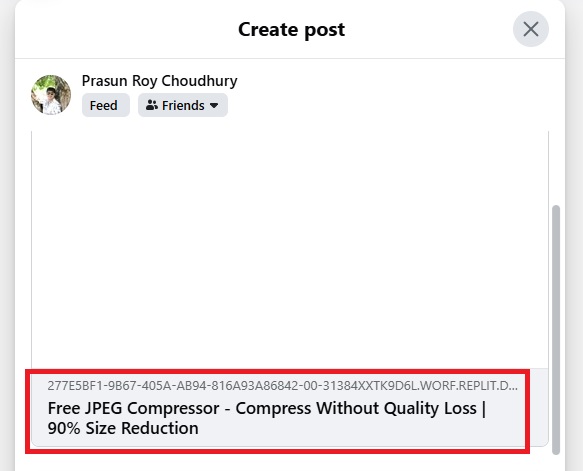 Create post
Prasun Roy Choudhury
Feed
Friends
277E5BF1-9B67-405A-AB94-816A93A86842-00-31384XXTK9D6L.WORF.REPLIT.D...
Free JPEG Compressor - Compress Without Quality Loss |
90% Size Reduction